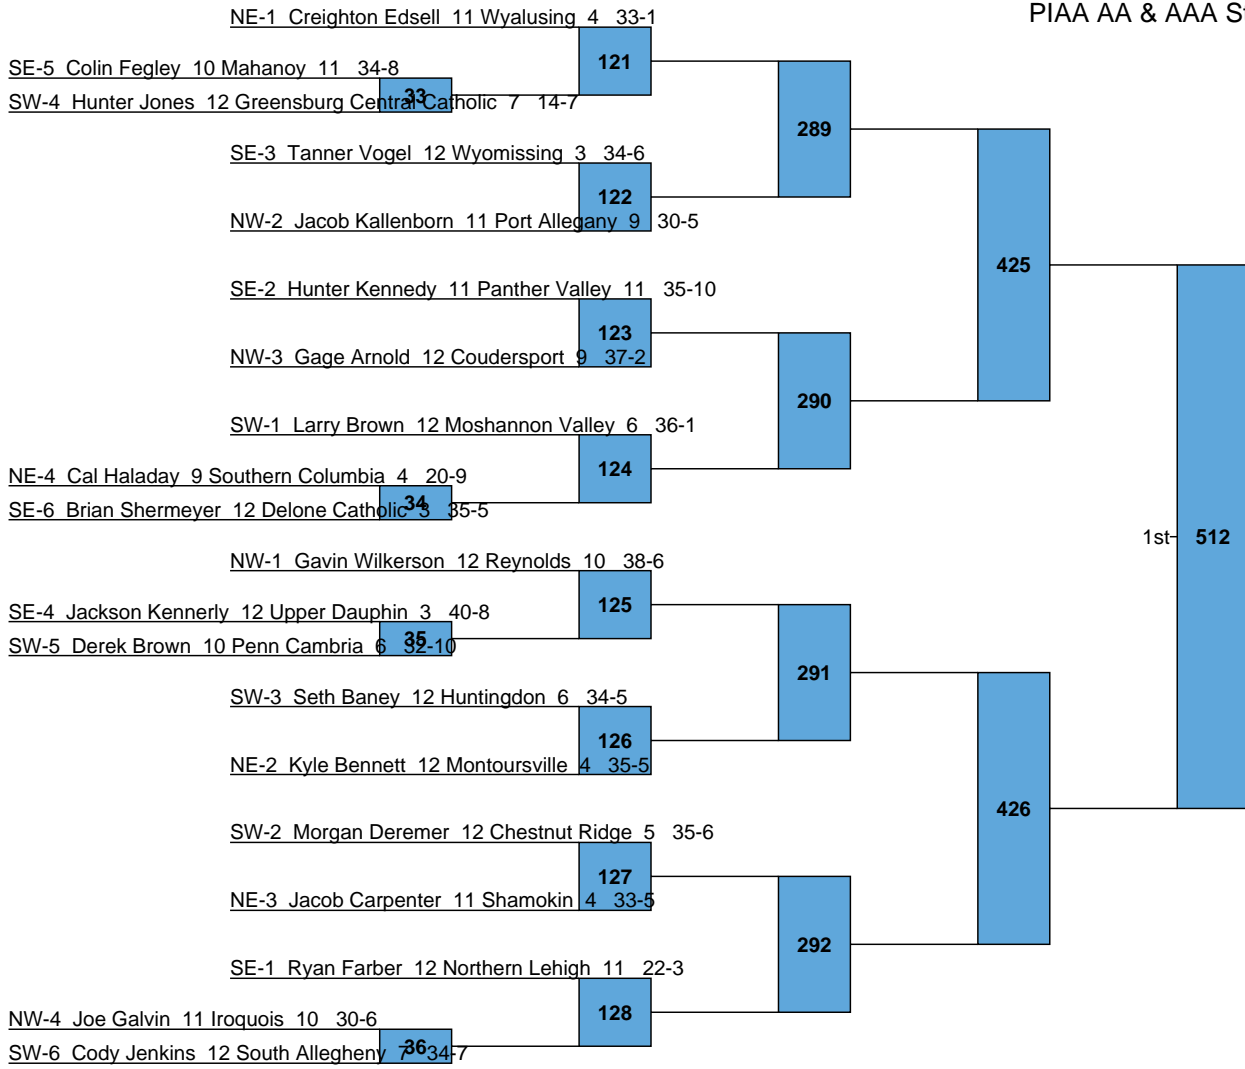 PIAA AA & AAA S
NE-1 Creighton Edsell 11 Wyalusing 4 33-1
121
SE-5 Colin Fegley 10 Mahanoy 11 34-8
33
SW-4 Hunter Jones 12 Greensburg Central Catholic 7 14-7
289
SE-3 Tanner Vogel 12 Wyomissing 3 34-6
122
NW-2 Jacob Kallenborn 11 Port Allegany 9 30-5
425
SE-2 Hunter Kennedy 11 Panther Valley 11 35-10
123
NW-3 Gage Arnold 12 Coudersport 9 37-2
290
SW-1 Larry Brown 12 Moshannon Valley 6 36-1
124
NE-4 Cal Haladay 9 Southern Columbia 4 20-9
34
SE-6 Brian Shermeyer 12 Delone Catholic 3 35-5
1st
512
NW-1 Gavin Wilkerson 12 Reynolds 10 38-6
125
SE-4 Jackson Kennerly 12 Upper Dauphin 3 40-8
35
SW-5 Derek Brown 10 Penn Cambria 6 32-10
291
SW-3 Seth Baney 12 Huntingdon 6 34-5
126
NE-2 Kyle Bennett 12 Montoursville 4 35-5
426
SW-2 Morgan Deremer 12 Chestnut Ridge 5 35-6
127
NE-3 Jacob Carpenter 11 Shamokin 4 33-5
292
SE-1 Ryan Farber 12 Northern Lehigh 11 22-3
128
NW-4 Joe Galvin 11 Iroquois 10 30-6
36
SW-6 Cody Jenkins 12 South Allegheny 7 34-7